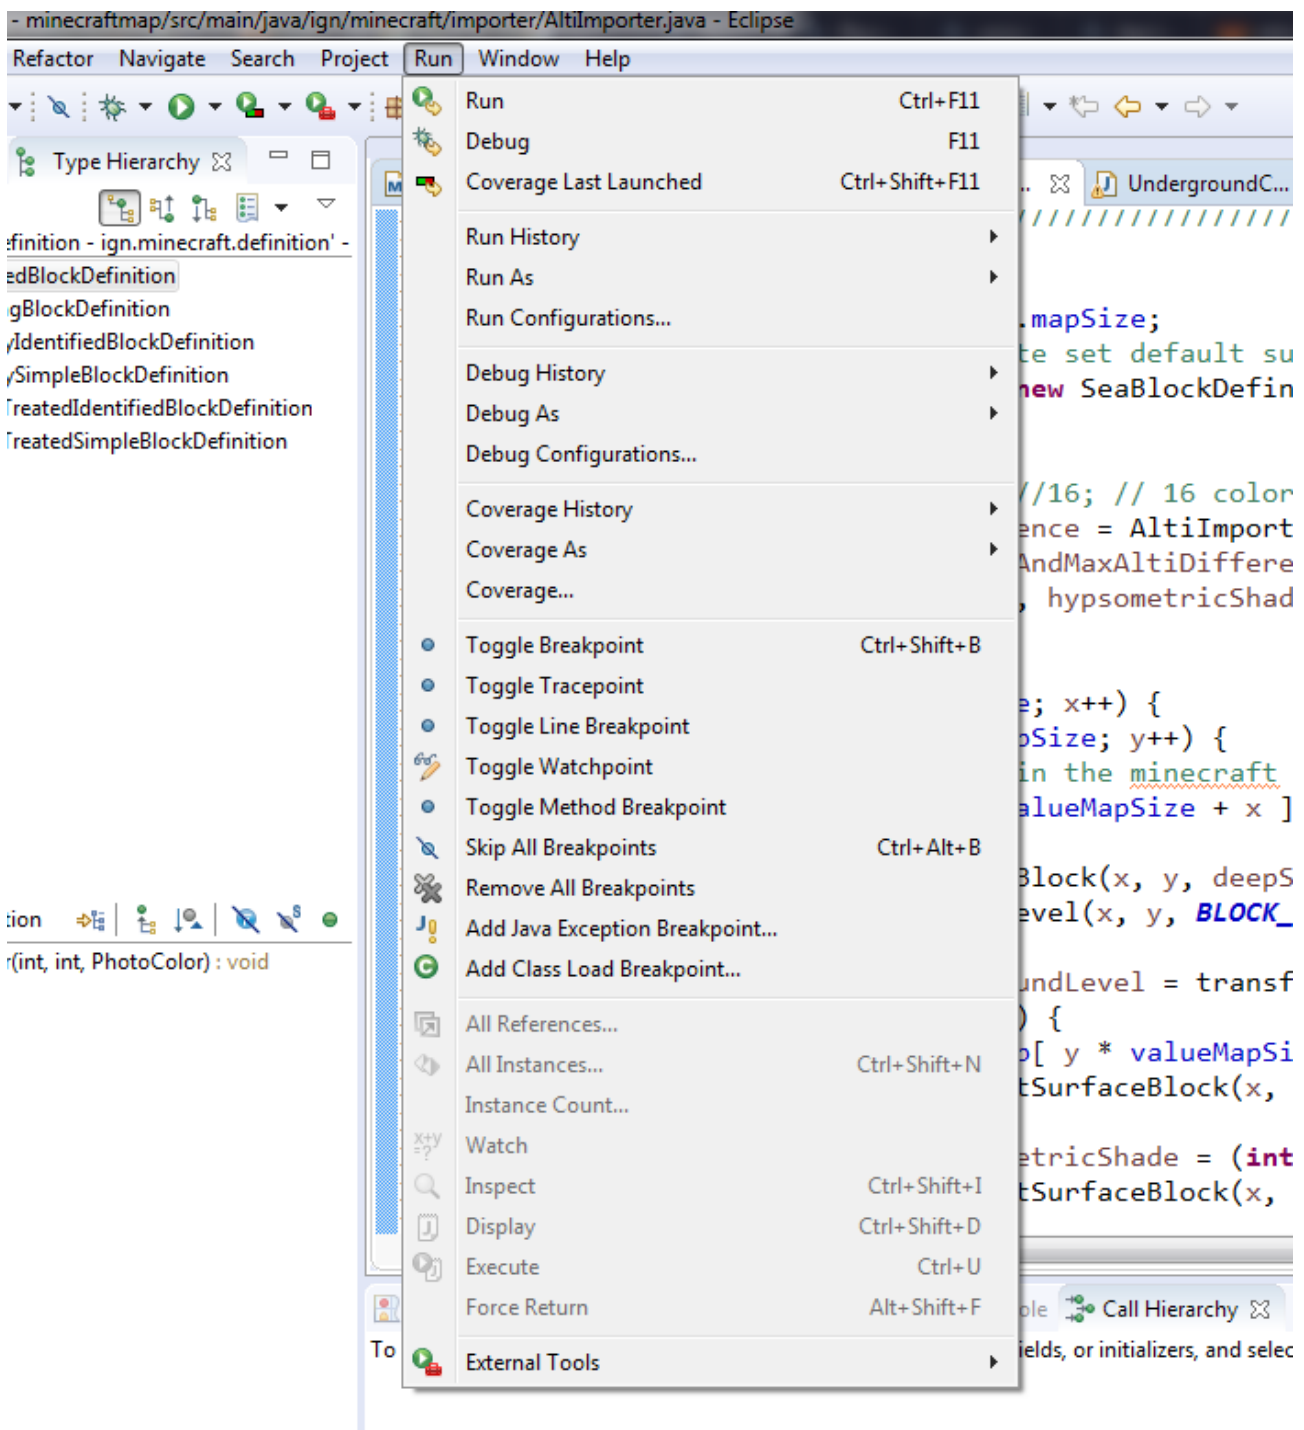 - minecraftmap/src/main/java/ign/minecraft/importer/AltiImporter.java - Eclipse
Refactor Navigate Search Project Run Window Help
Type Hierarchy
efinition - ign.minecraft.definition' -
edBlockDefinition
gBlockDefinition
yIdentifiedBlockDefinition
ySimpleBlockDefinition
TreatedIdentifiedBlockDefinition
TreatedSimpleBlockDefinition
tion
r(int, int, PhotoColor) : void
Run Ctrl+F11
Debug F11
Coverage Last Launched Ctrl+Shift+F11
Run History
Run As
Run Configurations...
Debug History
Debug As
Debug Configurations...
Coverage History
Coverage As
Coverage...
Toggle Breakpoint Ctrl+Shift+B
Toggle Tracepoint
Toggle Line Breakpoint
Toggle Watchpoint
Toggle Method Breakpoint
Skip All Breakpoints Ctrl+Alt+B
Remove All Breakpoints
Add Java Exception Breakpoint...
Add Class Load Breakpoint...
All References...
All Instances... Ctrl+Shift+N
Instance Count...
Watch
Inspect Ctrl+Shift+I
Display Ctrl+Shift+D
Execute Ctrl+U
Force Return Alt+Shift+F
External Tools
.. UndergroundC...
/////////////////
.mapSize;
te set default su
new SeaBlockDefin
//16; // 16 color
ence = AltiImport
AndMaxAltiDiffere
, hypsometricShad
e; x++) {
pSize; y++) {
in the minecraft
alueMapSize + x ]
Block(x, y, deepS
evel(x, y, BLOCK_
undLevel = transf
) {
p[ y * valueMapSi
tSurfaceBlock(x,
etricShade = (int
tSurfaceBlock(x,
ole Call Hierarchy
To
ields, or initializers, and selec